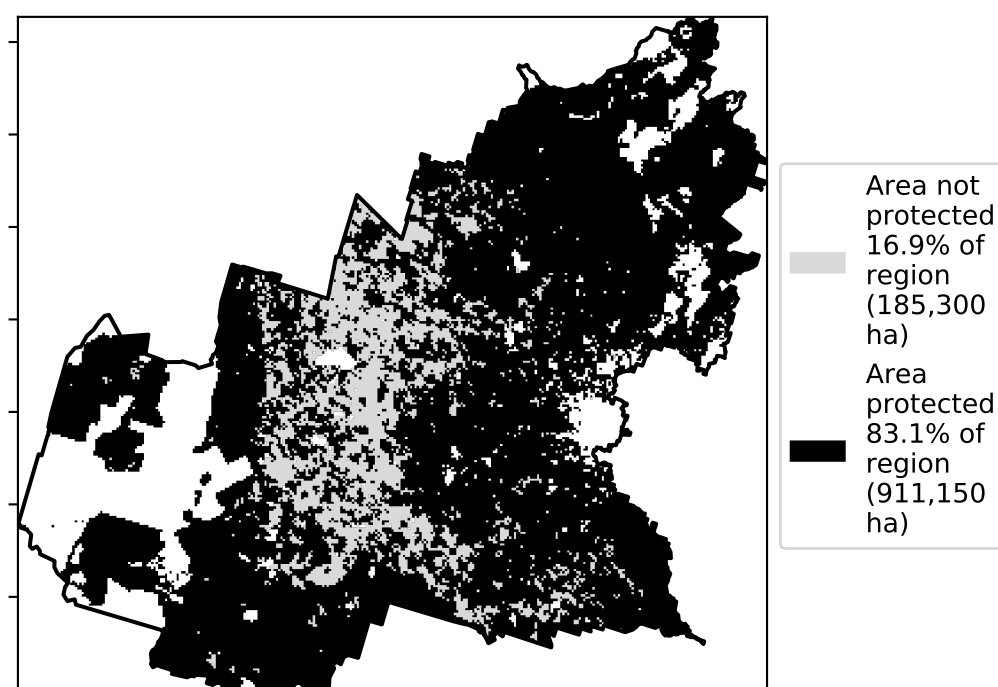 Area not
protected
16.9% of
region
(185,300
ha)
Area
protected
83.1% of
region
(911,150
ha)